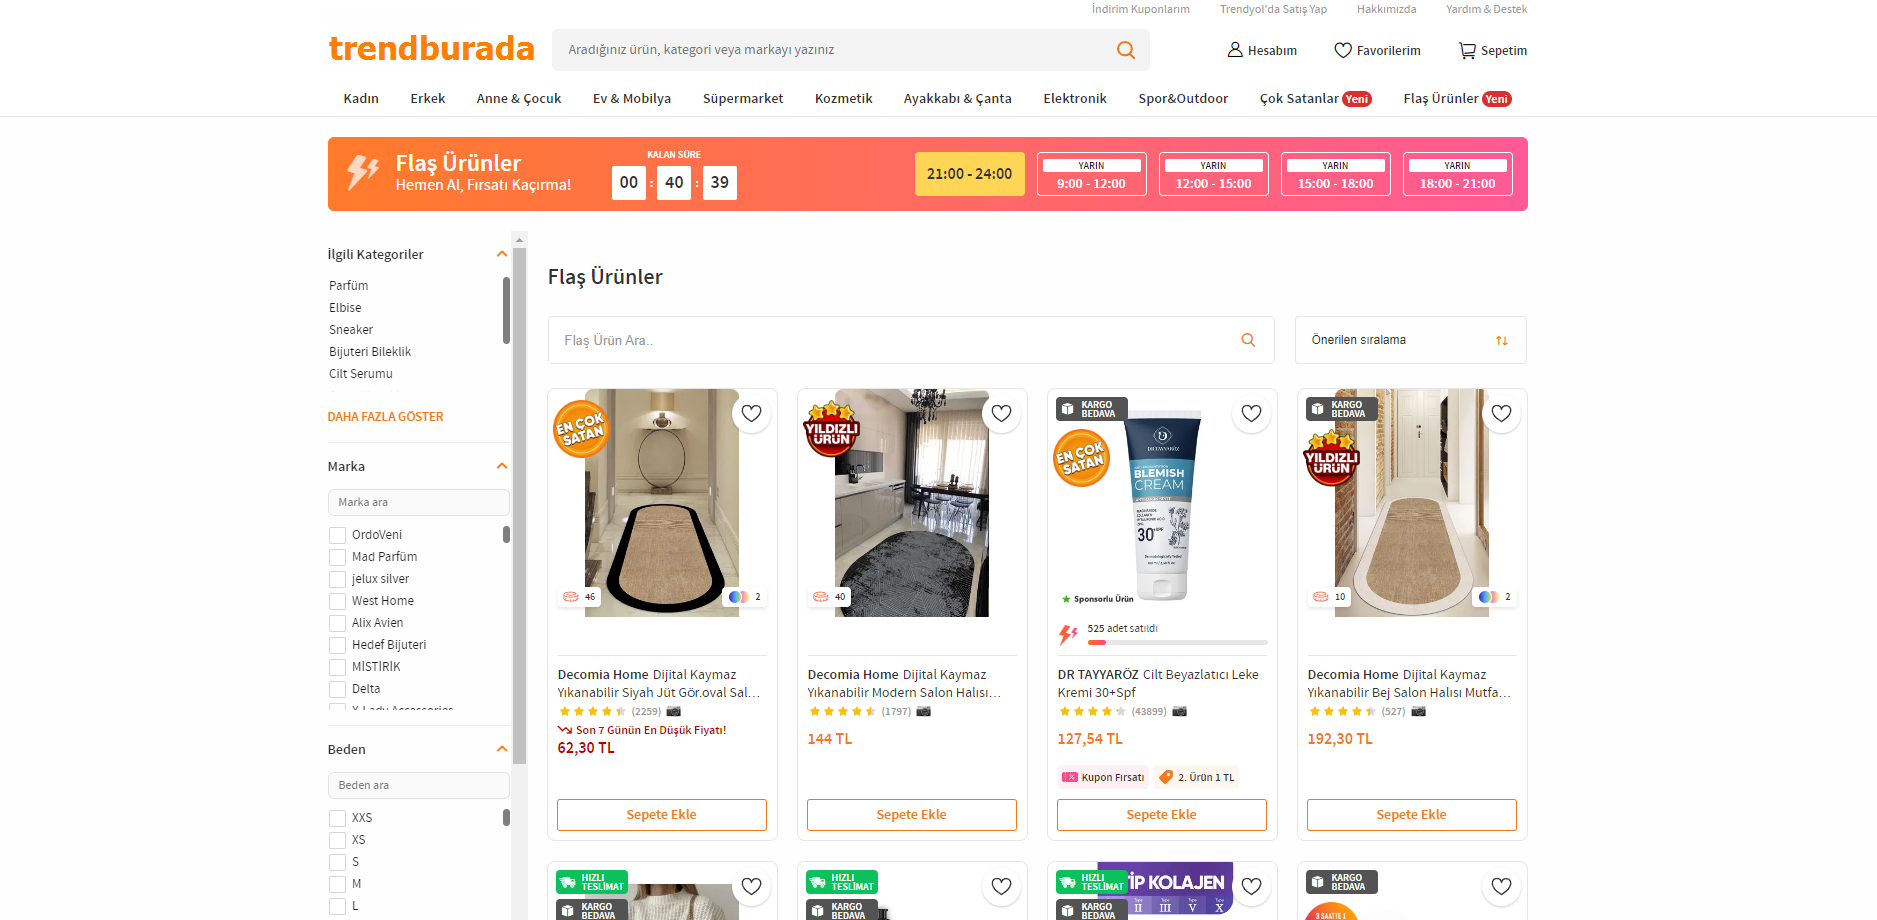 İndirim Kuponlarım Trendyol'da Satış Yap Hakkımızda Yardım & Destek
trendburada
Aradığınız ürün, kategori veya markayı yazınız
Hesabım Favorilerim Sepetim
Kadın Erkek Anne & Çocuk Ev & Mobilya Süpermarket Kozmetik Ayakkabı & Çanta Elektronik Spor&Outdoor Çok Satanlar Yeni Flaş Ürünler Yeni
Flaş Ürünler
Hemen Al, Fırsatı Kaçırma!
KALAN SÜRE
00 : 40 : 39
21:00 - 24:00
YARIN
9:00 - 12:00
YARIN
12:00 - 15:00
YARIN
15:00 - 18:00
YARIN
18:00 - 21:00
İlgili Kategoriler
Parfüm
Elbise
Sneaker
Bijuteri Bileklik
Cilt Serumu
DAHA FAZLA GÖSTER
Marka
Marka ara
OrdoVeni
Mad Parfüm
jelux silver
West Home
Alix Avien
Hedef Bijuteri
MİSTİRİK
Delta
X-Lady Accessories
Beden
Beden ara
XXS
XS
S
M
L
Flaş Ürünler
Flaş Ürün Ara..
Önerilen sıralama
EN ÇOK
SATAN
46
2
Decomia Home Dijital Kaymaz
Yıkanabilir Siyah Jüt Gör.oval Sal...
(2259)
Son 7 Günün En Düşük Fiyatı!
62,30 TL
Sepete Ekle
YILDIZLI
ÜRÜN
40
Decomia Home Dijital Kaymaz
Yıkanabilir Modern Salon Halısı...
(1797)
144 TL
Sepete Ekle
KARGO
BEDAVA
EN ÇOK
SATAN
DR TAYYARÖZ
BLEMISH
CREAM
30+SPF
Sponsorlu Ürün
525 adet satıldı
DR TAYYARÖZ Cilt Beyazlatıcı Leke
Kremi 30+Spf
(43899)
127,54 TL
Kupon Fırsatı
2. Ürün 1 TL
Sepete Ekle
KARGO
BEDAVA
YILDIZLI
ÜRÜN
10
2
Decomia Home Dijital Kaymaz
Yıkanabilir Bej Salon Halısı Mutfa...
(527)
192,30 TL
Sepete Ekle
HIZLI
TESLİMAT
KARGO
BEDAVA
HIZLI
TESLİMAT
KARGO
BEDAVA
HIZLI
TESLİMAT
KARGO
BEDAVA
TİP KOLAJEN
II III V X
KARGO
BEDAVA
3 SAATTE 1